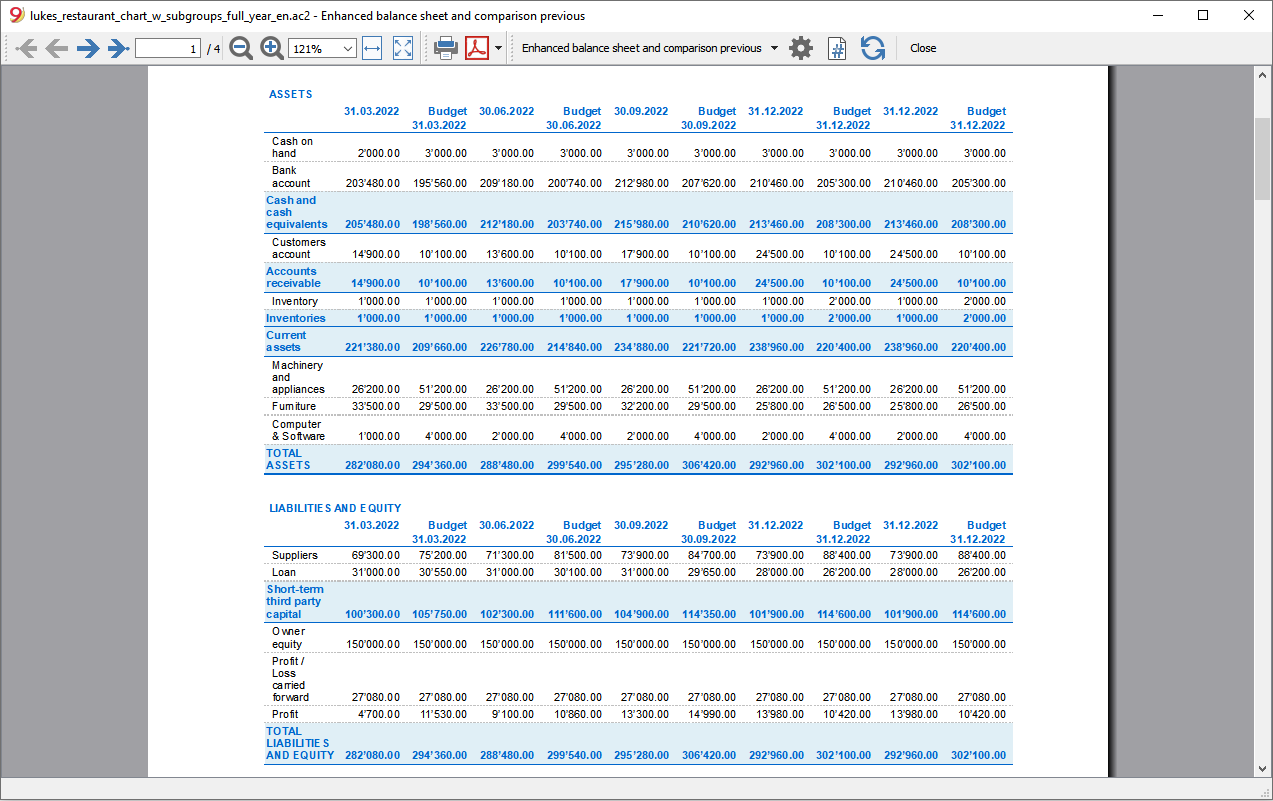 lukes_restaurant_chart_w_subgroups_full_year_en.ac2 - Enhanced balance sheet and comparison previous
1 / 4 121% Enhanced balance sheet and comparison previous # Close
ASSETS
31.03.2022 Budget 30.06.2022 Budget 30.09.2022 Budget 31.12.2022 Budget 31.12.2022 Budget
31.03.2022 30.06.2022 30.09.2022 31.12.2022 31.12.2022
Cash on
hand 2'000.00 3'000.00 3'000.00 3'000.00 3'000.00 3'000.00 3'000.00 3'000.00 3'000.00 3'000.00
Bank
account 203'480.00 195'560.00 209'180.00 200'740.00 212'980.00 207'620.00 210'460.00 205'300.00 210'460.00 205'300.00
Cash and
cash
equivalents 205'480.00 198'560.00 212'180.00 203'740.00 215'980.00 210'620.00 213'460.00 208'300.00 213'460.00 208'300.00
Customers
account 14'900.00 10'100.00 13'600.00 10'100.00 17'900.00 10'100.00 24'500.00 10'100.00 24'500.00 10'100.00
Accounts
receivable 14'900.00 10'100.00 13'600.00 10'100.00 17'900.00 10'100.00 24'500.00 10'100.00 24'500.00 10'100.00
Inventory 1'000.00 1'000.00 1'000.00 1'000.00 1'000.00 1'000.00 1'000.00 2'000.00 1'000.00 2'000.00
Inventories 1'000.00 1'000.00 1'000.00 1'000.00 1'000.00 1'000.00 1'000.00 2'000.00 1'000.00 2'000.00
Current
assets 221'380.00 209'660.00 226'780.00 214'840.00 234'880.00 221'720.00 238'960.00 220'400.00 238'960.00 220'400.00
Machinery
and
appliances 26'200.00 51'200.00 26'200.00 51'200.00 26'200.00 51'200.00 26'200.00 51'200.00 26'200.00 51'200.00
Furniture 33'500.00 29'500.00 33'500.00 29'500.00 32'200.00 29'500.00 25'800.00 26'500.00 25'800.00 26'500.00
Computer
& Software 1'000.00 4'000.00 2'000.00 4'000.00 2'000.00 4'000.00 2'000.00 4'000.00 2'000.00 4'000.00
TOTAL
ASSETS 282'080.00 294'360.00 288'480.00 299'540.00 295'280.00 306'420.00 292'960.00 302'100.00 292'960.00 302'100.00
LIABILITIES AND EQUITY
31.03.2022 Budget 30.06.2022 Budget 30.09.2022 Budget 31.12.2022 Budget 31.12.2022 Budget
31.03.2022 30.06.2022 30.09.2022 31.12.2022 31.12.2022
Suppliers 69'300.00 75'200.00 71'300.00 81'500.00 73'900.00 84'700.00 73'900.00 88'400.00 73'900.00 88'400.00
Loan 31'000.00 30'550.00 31'000.00 30'100.00 31'000.00 29'650.00 28'000.00 26'200.00 28'000.00 26'200.00
Short-term
third party
capital 100'300.00 105'750.00 102'300.00 111'600.00 104'900.00 114'350.00 101'900.00 114'600.00 101'900.00 114'600.00
Owner
equity 150'000.00 150'000.00 150'000.00 150'000.00 150'000.00 150'000.00 150'000.00 150'000.00 150'000.00 150'000.00
Profit /
Loss
carried
forward 27'080.00 27'080.00 27'080.00 27'080.00 27'080.00 27'080.00 27'080.00 27'080.00 27'080.00 27'080.00
Profit 4'700.00 11'530.00 9'100.00 10'860.00 13'300.00 14'990.00 13'980.00 10'420.00 13'980.00 10'420.00
TOTAL
LIABILITIES
AND EQUITY 282'080.00 294'360.00 288'480.00 299'540.00 295'280.00 306'420.00 292'960.00 302'100.00 292'960.00 302'100.00